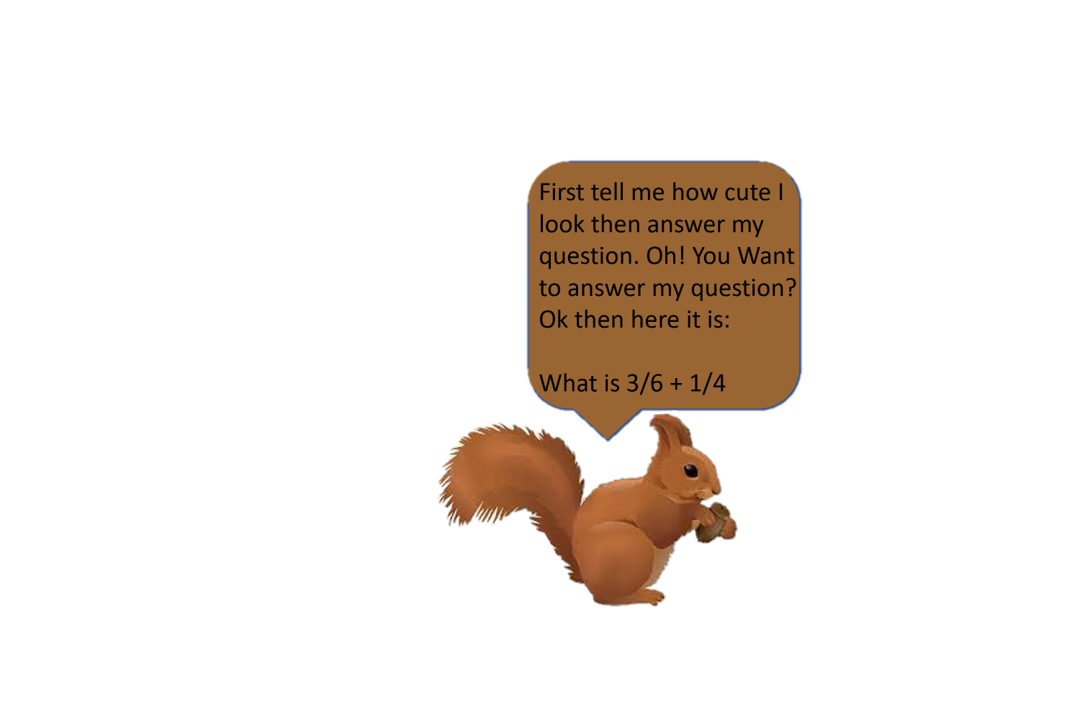 First tell me how cute I
look then answer my
question. Oh! You Want
to answer my question?
Ok then here it is:
What is 3/6 + 1/4